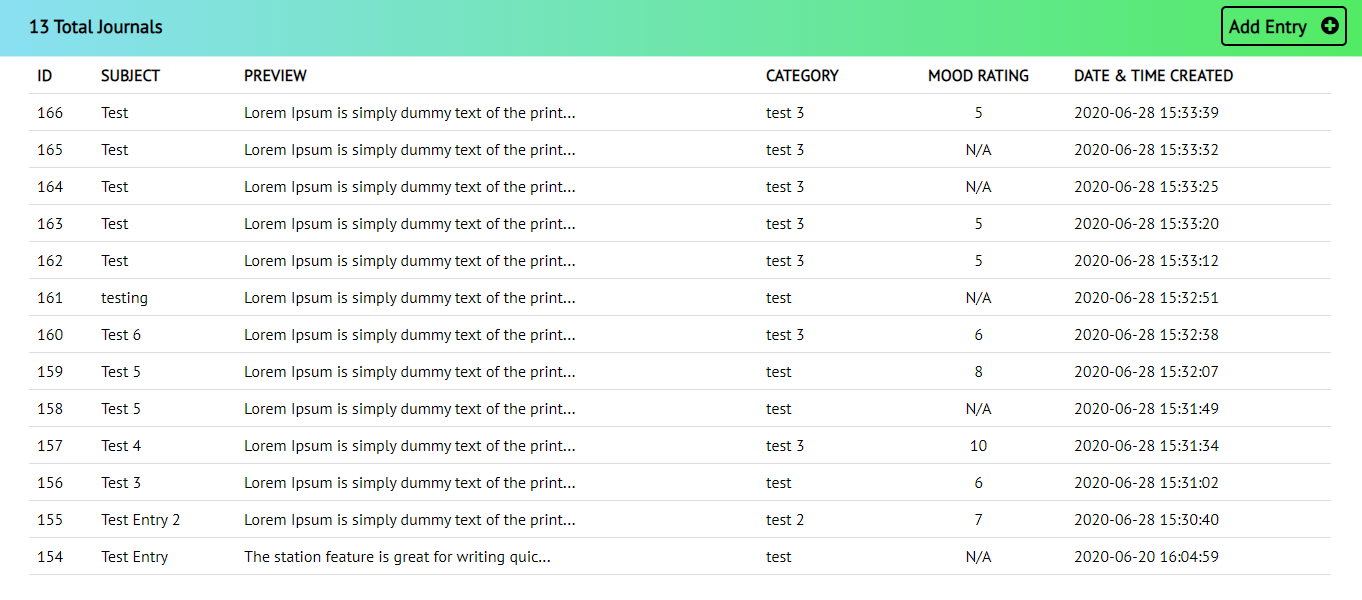 13 Total Journals Add Entry
ID SUBJECT PREVIEW CATEGORY MOOD RATING DATE & TIME CREATED
166 Test Lorem Ipsum is simply dummy text of the print... test 3 5 2020-06-28 15:33:39
165 Test Lorem Ipsum is simply dummy text of the print... test 3 N/A 2020-06-28 15:33:32
164 Test Lorem Ipsum is simply dummy text of the print... test 3 N/A 2020-06-28 15:33:25
163 Test Lorem Ipsum is simply dummy text of the print... test 3 5 2020-06-28 15:33:20
162 Test Lorem Ipsum is simply dummy text of the print... test 3 5 2020-06-28 15:33:12
161 testing Lorem Ipsum is simply dummy text of the print... test N/A 2020-06-28 15:32:51
160 Test 6 Lorem Ipsum is simply dummy text of the print... test 3 6 2020-06-28 15:32:38
159 Test 5 Lorem Ipsum is simply dummy text of the print... test 8 2020-06-28 15:32:07
158 Test 5 Lorem Ipsum is simply dummy text of the print... test N/A 2020-06-28 15:31:49
157 Test 4 Lorem Ipsum is simply dummy text of the print... test 3 10 2020-06-28 15:31:34
156 Test 3 Lorem Ipsum is simply dummy text of the print... test 6 2020-06-28 15:31:02
155 Test Entry 2 Lorem Ipsum is simply dummy text of the print... test 2 7 2020-06-28 15:30:40
154 Test Entry The station feature is great for writing quic... test N/A 2020-06-20 16:04:59